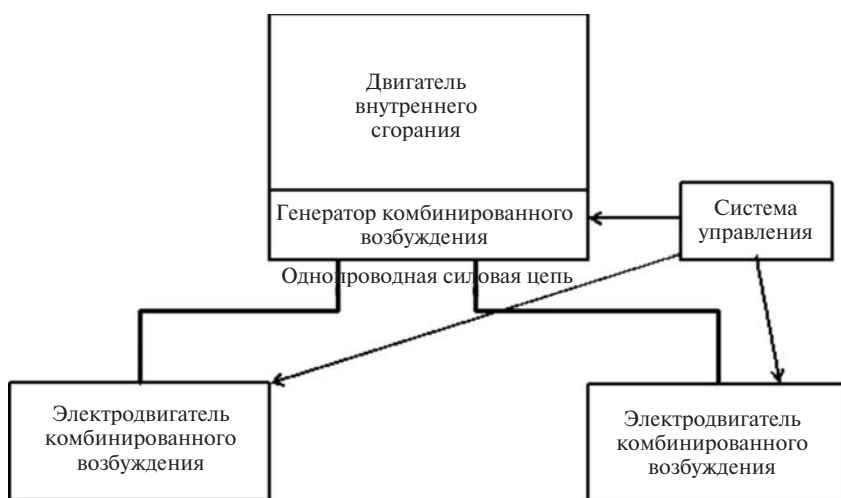 Двигатель
внутреннего
сгорания
Генератор комбинированного
возбуждения
Система
управления
Однопроводная силовая цепь
Электродвигатель
комбинированного
возбуждения
Электродвигатель
комбинированного
возбуждения